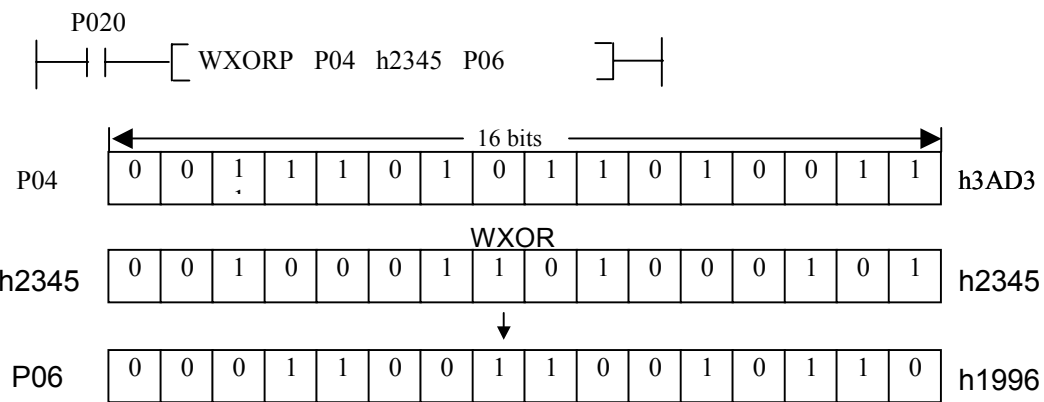 P020
WXORP P04 h2345 P06
16 bits
P04 0 0 1 1 1 0 1 0 1 1 0 1 0 0 1 1 h3AD3
WXOR
h2345 0 0 1 0 0 0 1 1 0 1 0 0 0 1 0 1 h2345
P06 0 0 0 1 1 0 0 1 1 0 0 1 0 1 1 0 h1996